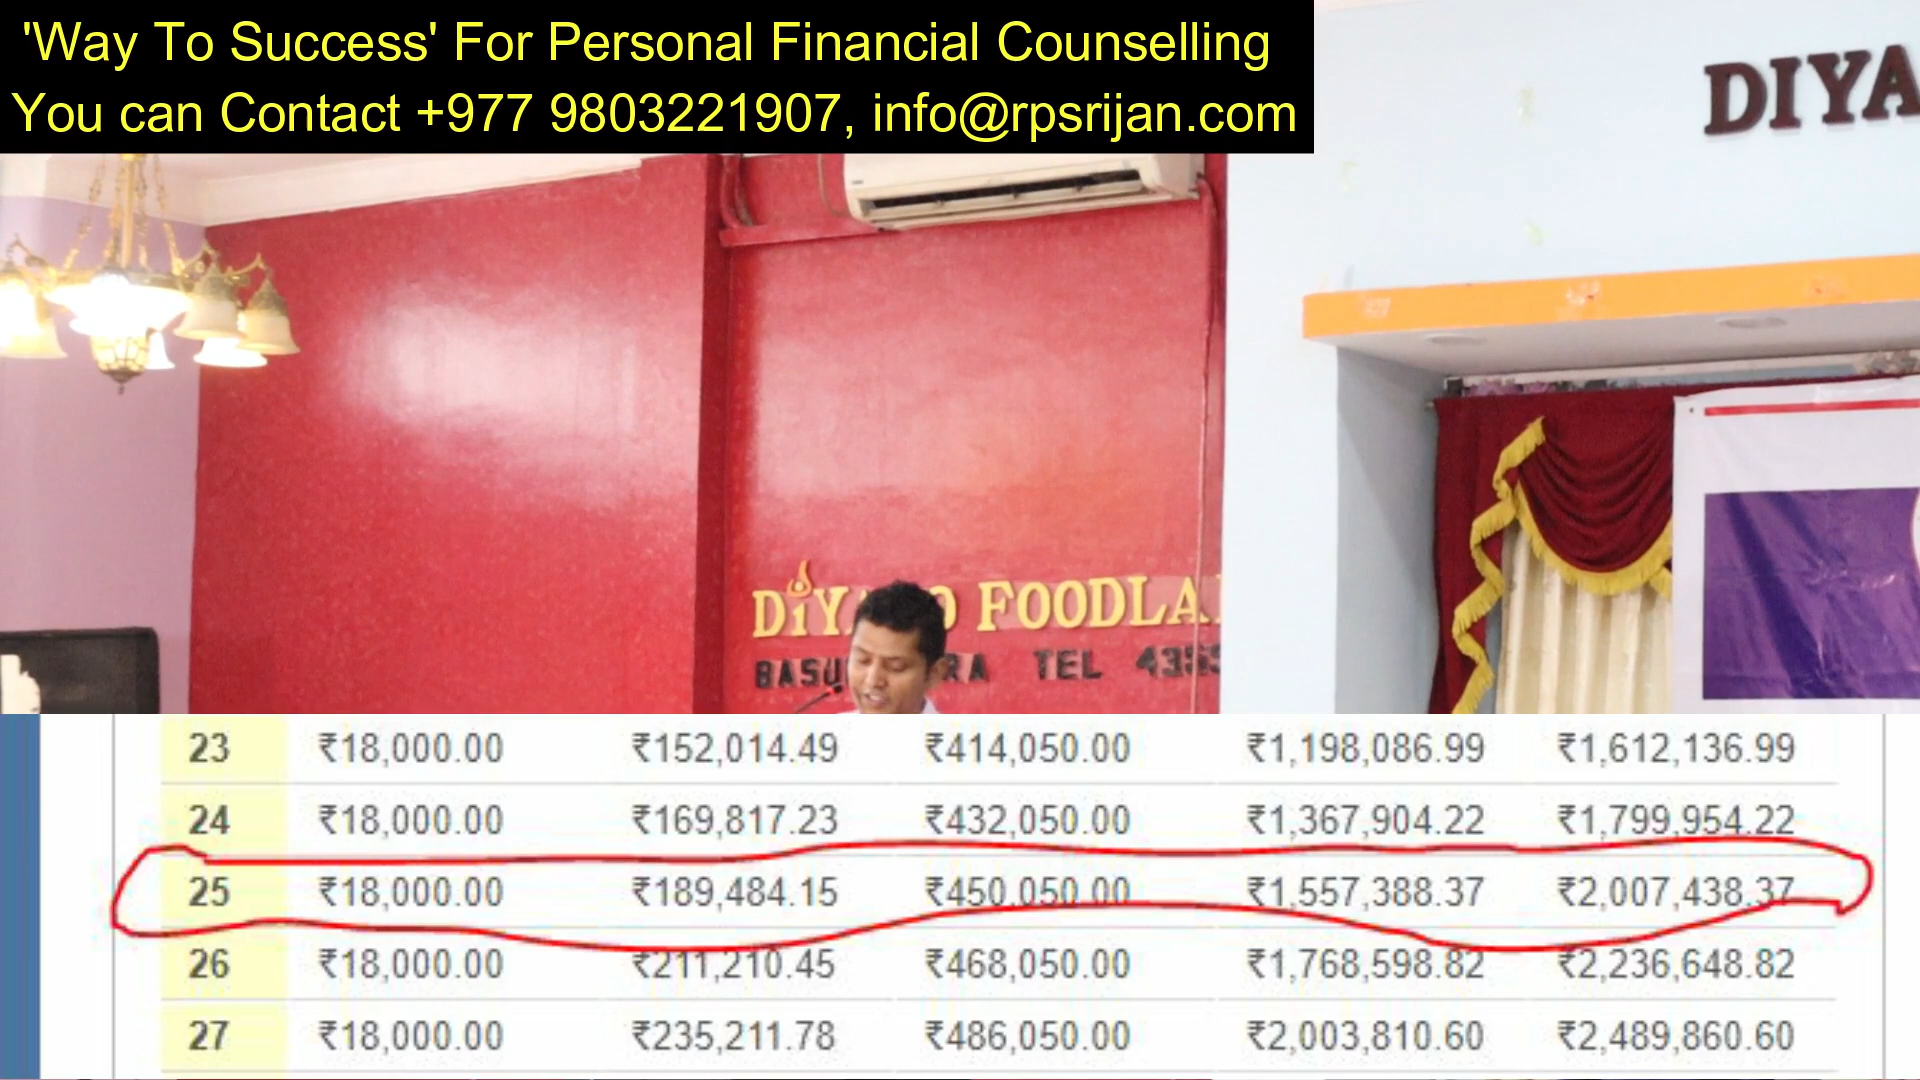 'Way To Success' For Personal Financial Counselling
You can Contact +977 9803221907, info@rpsrijan.com
DIYA
FOODLA
TEL 435
23 ₹18,000.00 ₹152,014.49 ₹414,050.00 ₹1,198,086.99 ₹1,612,136.99
24 ₹18,000.00 ₹169,817.23 ₹432,050.00 ₹1,367,904.22 ₹1,799,954.22
25 ₹18,000.00 ₹189,484.15 ₹450,050.00 ₹1,557,388.37 ₹2,007,438.37
26 ₹18,000.00 ₹211,210.45 ₹468,050.00 ₹1,768,598.82 ₹2,236,648.82
27 ₹18,000.00 ₹235,211.78 ₹486,050.00 ₹2,003,810.60 ₹2,489,860.60